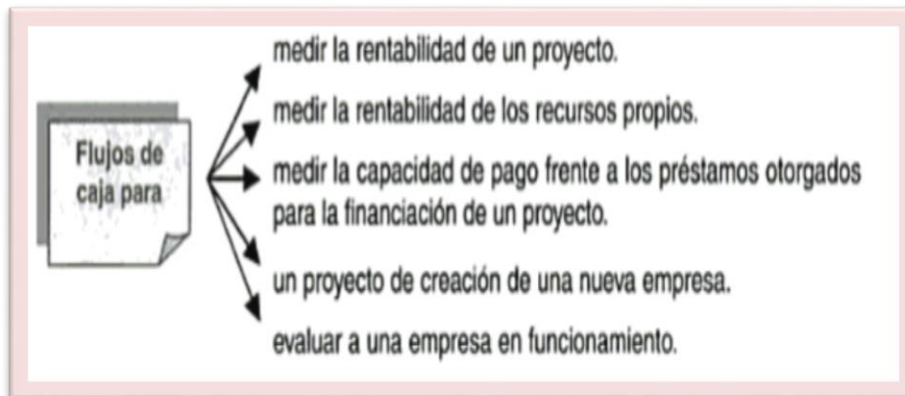 Flujos de
caja para
medir la rentabilidad de un proyecto.
medir la rentabilidad de los recursos propios.
medir la capacidad de pago frente a los préstamos otorgados
para la financiación de un proyecto.
un proyecto de creación de una nueva empresa.
evaluar a una empresa en funcionamiento.